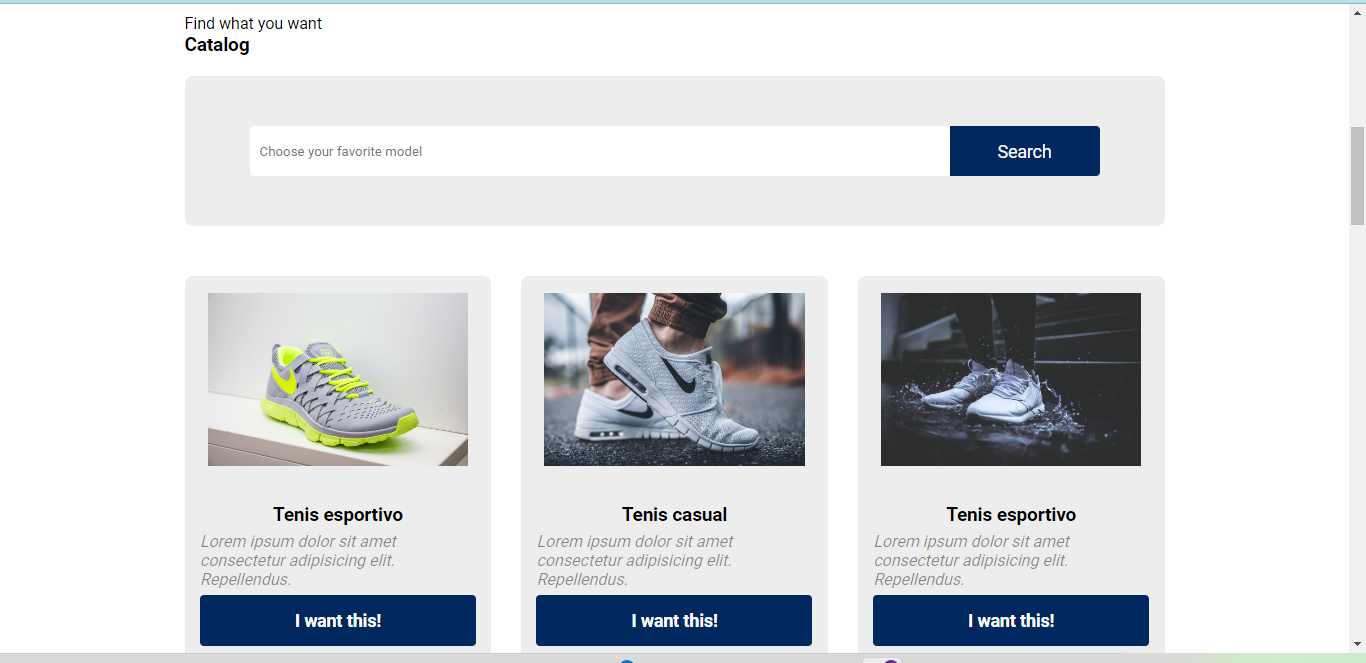 Find what you want
Catalog
Choose your favorite model
Search
Tenis esportivo
Lorem ipsum dolor sit amet
consectetur adipisicing elit.
Repellendus.
I want this!
Tenis casual
Lorem ipsum dolor sit amet
consectetur adipisicing elit.
Repellendus.
I want this!
Tenis esportivo
Lorem ipsum dolor sit amet
consectetur adipisicing elit.
Repellendus.
I want this!